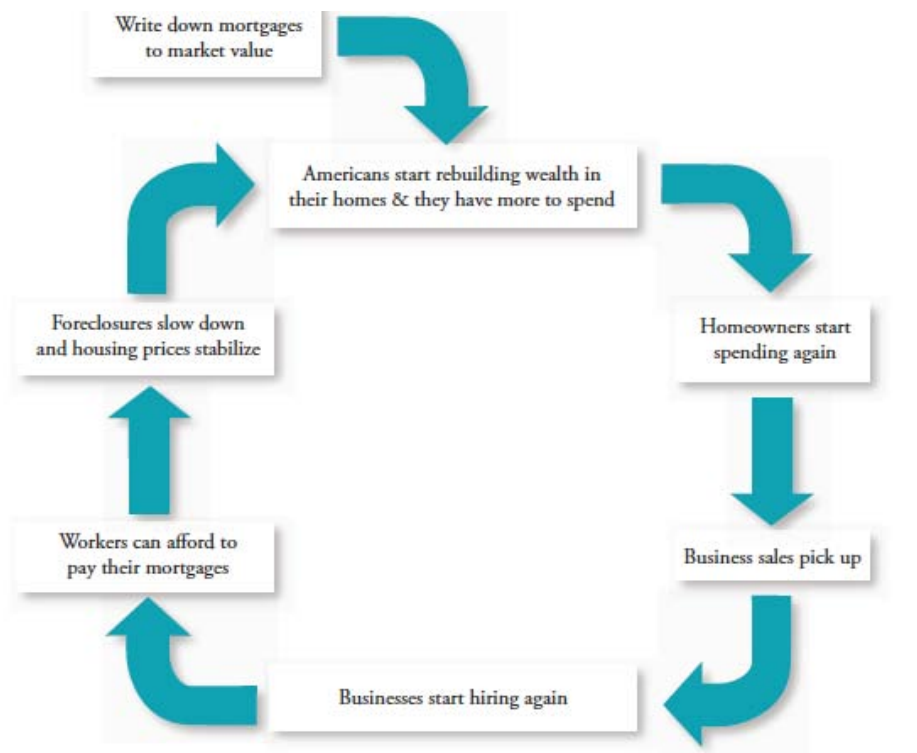 Write down mortgages
to market value
Americans start rebuilding wealth in
their homes & they have more to spend
Homeowners start
spending again
Business sales pick up
Businesses start hiring again
Workers can afford to
pay their mortgages
Foreclosures slow down
and housing prices stabilize